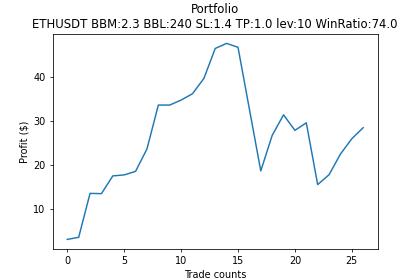 Portfolio
ETHUSDT BBM:2.3 BBL:240 SL:1.4 TP:1.0 lev:10 WinRatio:74.0
Profit ($)
40
30
20
10
0
5
10
15
20
25
Trade counts